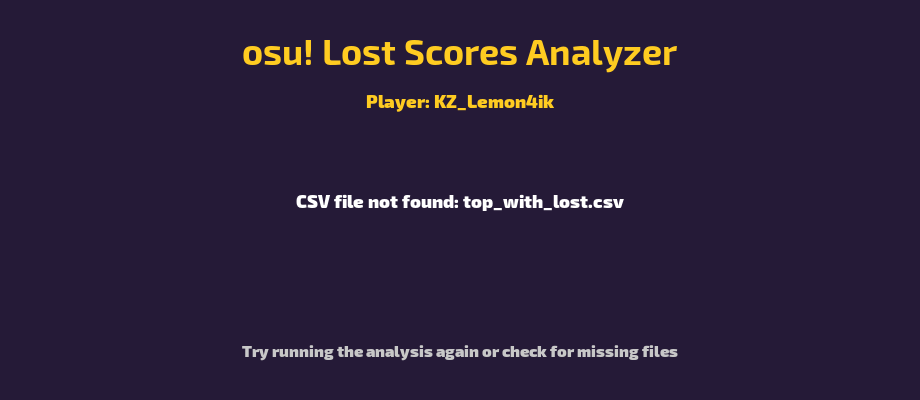 osu! Lost Scores Analyzer
Player: KZ_Lemon4ik
CSV file not found: top_with_lost.csv
Try running the analysis again or check for missing files